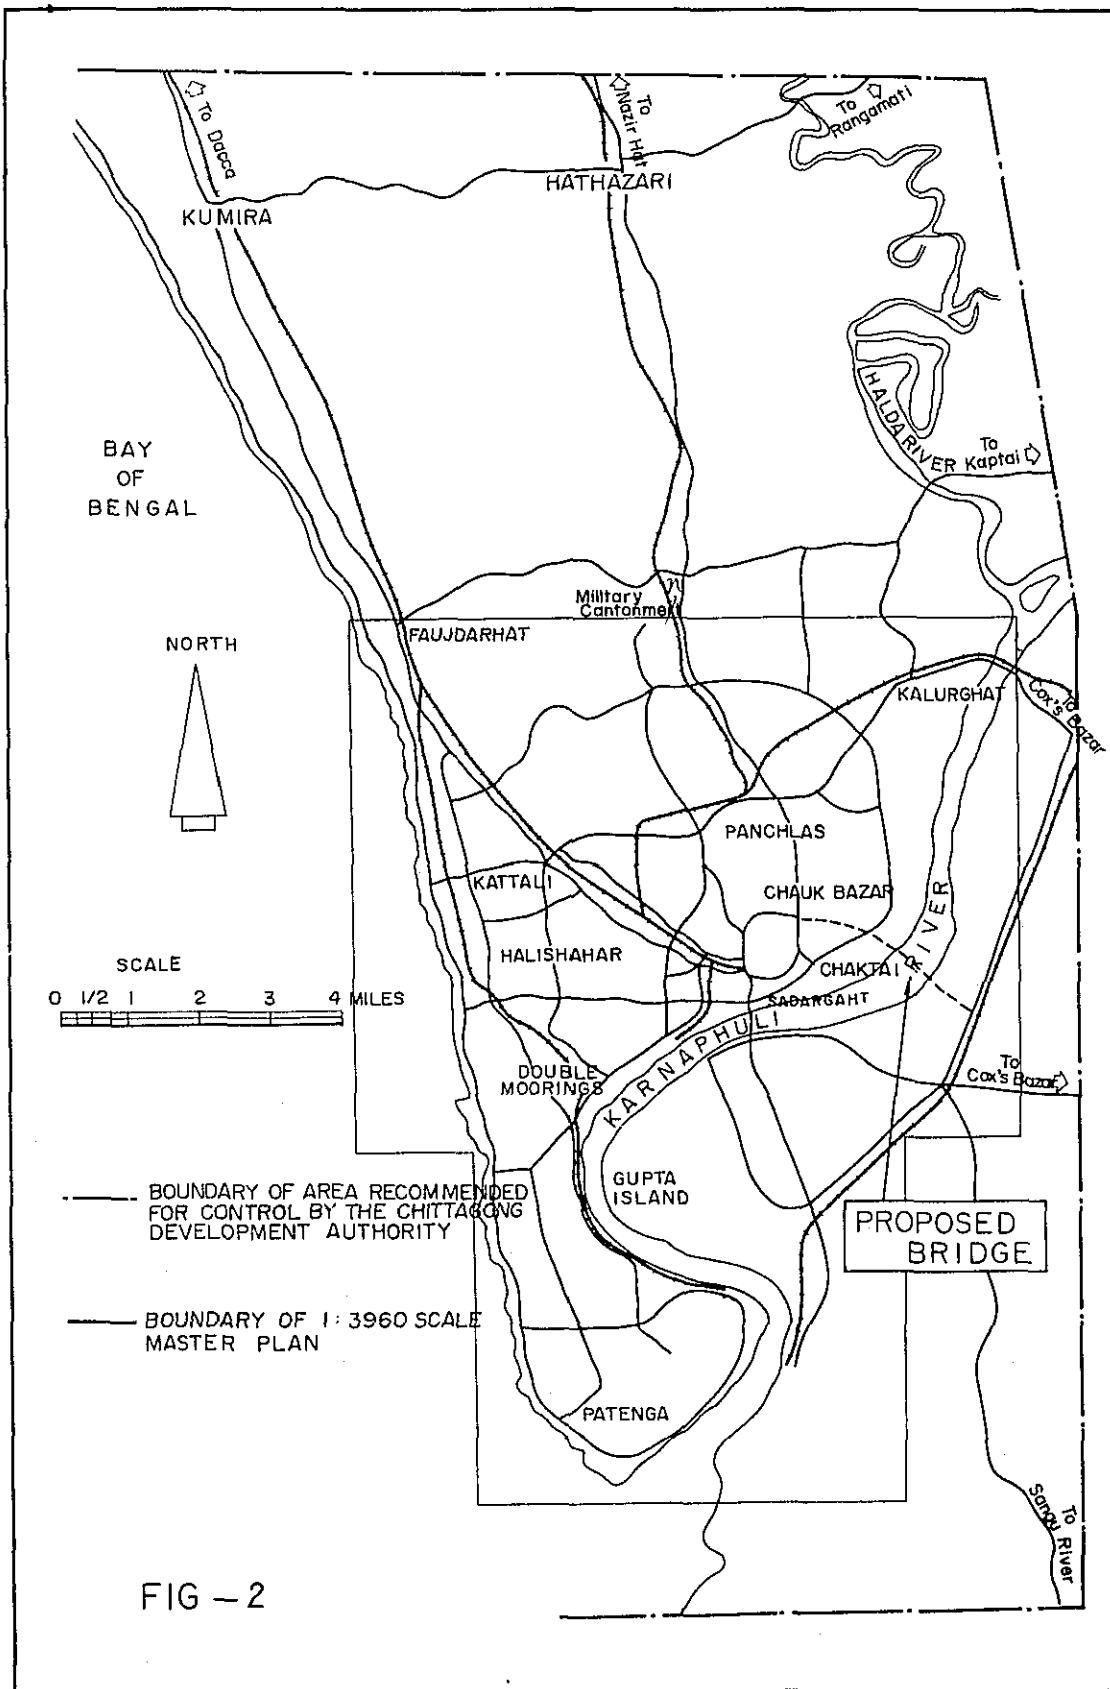 To Dacca
To
Nazir Hat
To
Rangamati
HATHAZARI
KUMIRA
HALDA RIVER
To
Kaptai
BAY
OF
BENGAL
Military
Cantonment
FAUJDARHAT
NORTH
KALURGHAT
To
Cox's Bazar
PANCHLAS
KATTALI
CHAUK BAZAR
HALISHAHAR
CHAKTAI
SADARGAHT
KARNAPHULI RIVER
SCALE
0 1/2 1 2 3 4 MILES
To
Cox's Bazar
DOUBLE
MOORINGS
GUPTA
ISLAND
BOUNDARY OF AREA RECOMMENDED
FOR CONTROL BY THE CHITTAGONG
DEVELOPMENT AUTHORITY
PROPOSED
BRIDGE
BOUNDARY OF 1:3960 SCALE
MASTER PLAN
PATENGA
To
Sangu River
FIG - 2